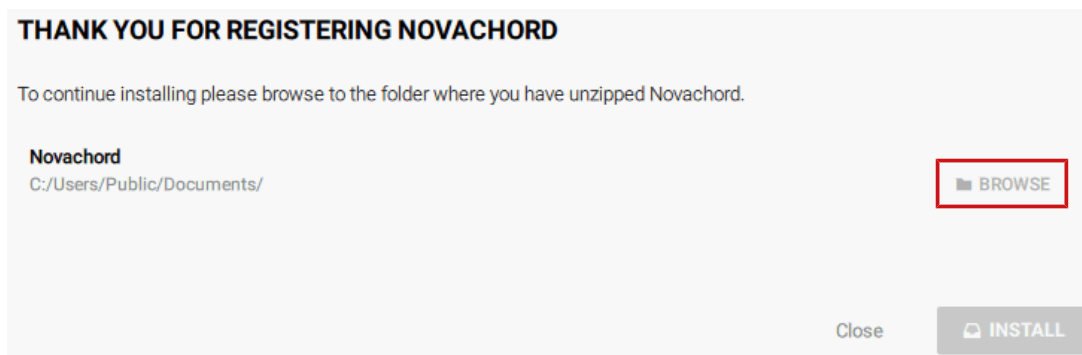 THANK YOU FOR REGISTERING NOVACHORD
To continue installing please browse to the folder where you have unzipped Novachord.
Novachord
C:/Users/Public/Documents/
BROWSE
Close
INSTALL